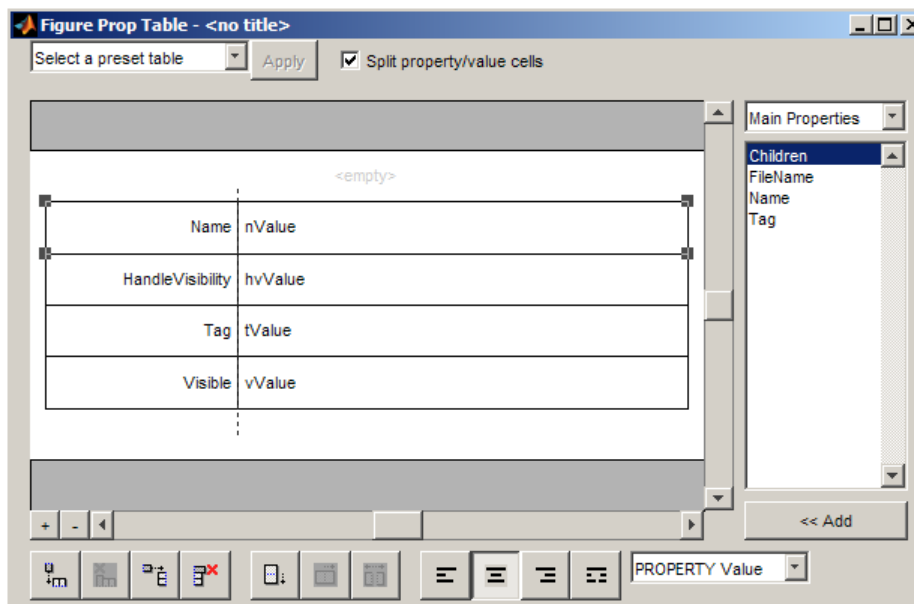 Figure Prop Table - <no title>
Select a preset table
Apply
Split property/value cells
Main Properties
Children
FileName
Name
Tag
<empty>
Name nValue
HandleVisibility hvValue
Tag tValue
Visible vValue
+ -
<< Add
PROPERTY Value